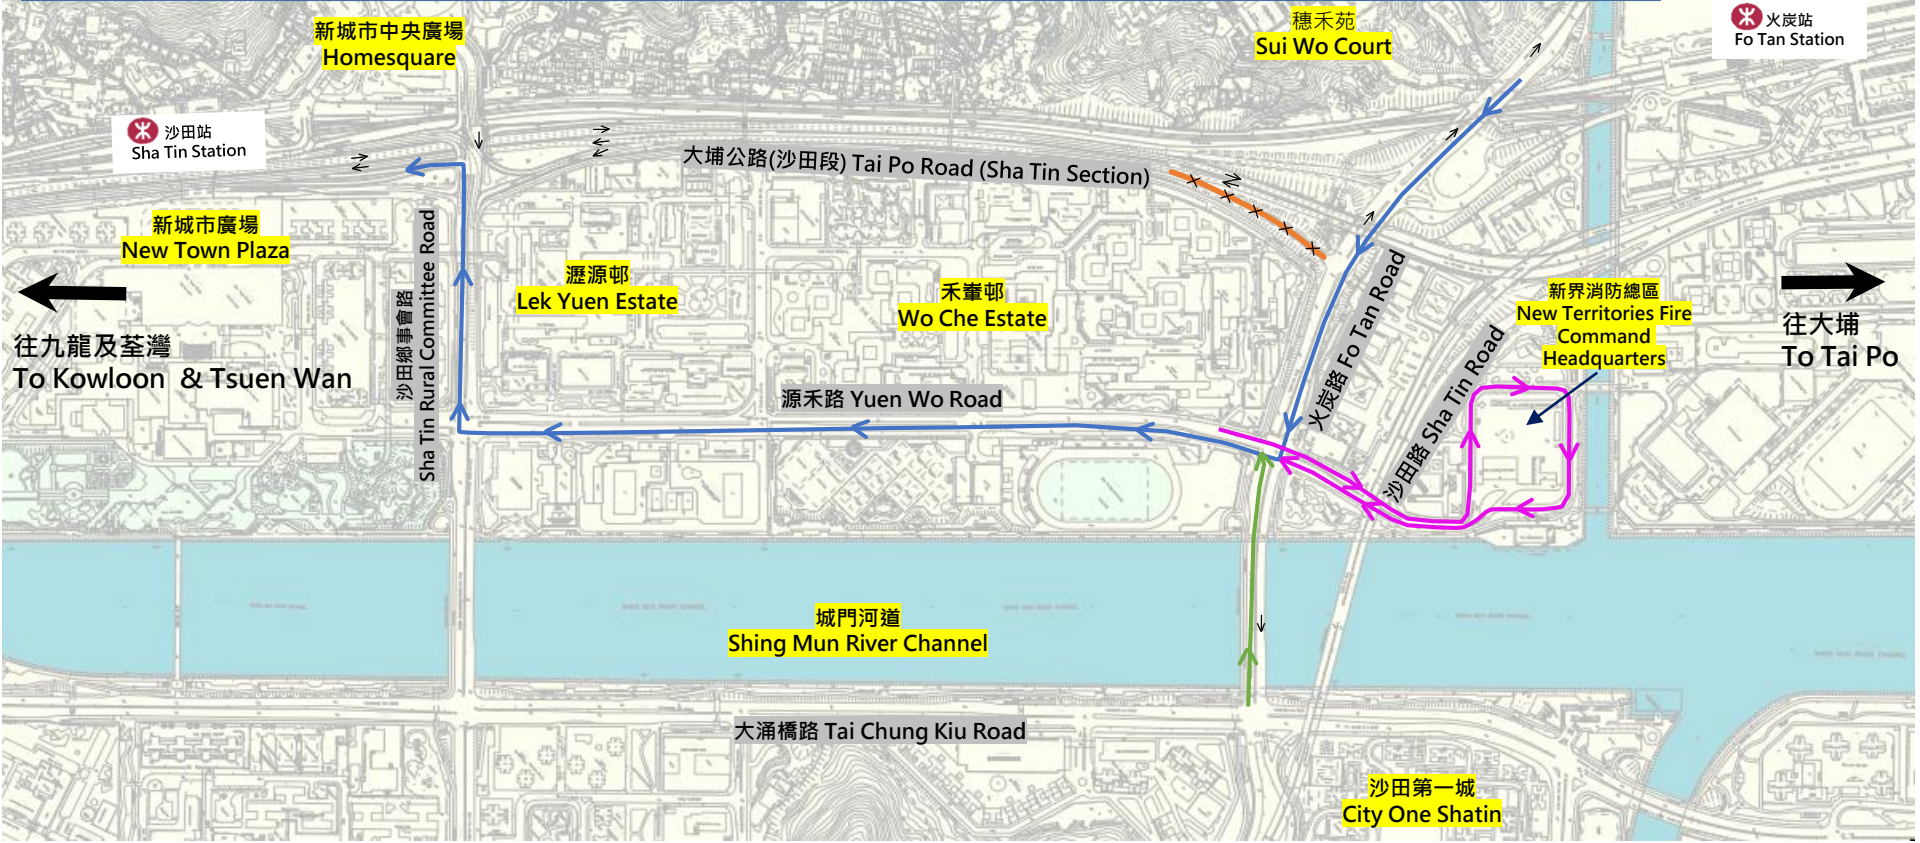 新城市中央廣場
Homesquare
穗禾苑
Sui Wo Court
火炭站
Fo Tan Station
沙田站
Sha Tin Station
大埔公路(沙田段) Tai Po Road (Sha Tin Section)
新城市廣場
New Town Plaza
沙田鄉事會路
Sha Tin Rural Committee Road
瀝源邨
Lek Yuen Estate
禾輋邨
Wo Che Estate
火炭路 Fo Tan Road
沙田路 Sha Tin Road
新界消防總區
New Territories Fire
Command
Headquarters
往九龍及荃灣
To Kowloon & Tsuen Wan
往大埔
To Tai Po
源禾路 Yuen Wo Road
城門河道
Shing Mun River Channel
大涌橋路 Tai Chung Kiu Road
沙田第一城
City One Shatin